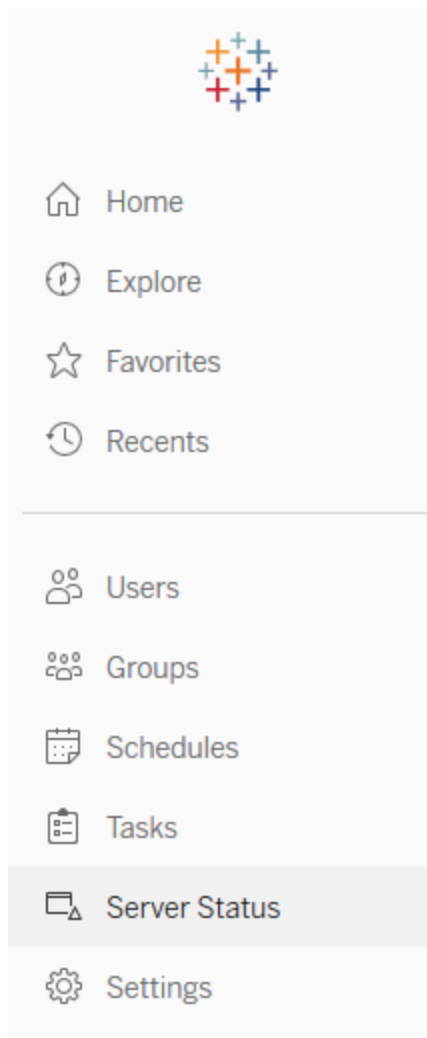 Home
Explore
Favorites
Recents
Users
Groups
Schedules
Tasks
Server Status
Settings